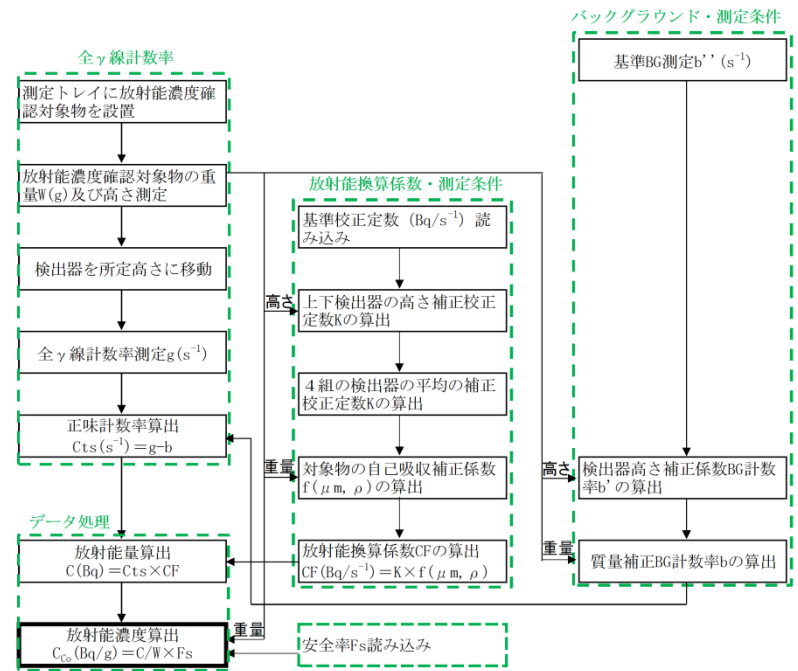 全γ線計数率
測定トレイに放射能濃度確
認対象物を設置
放射能濃度確認対象物の重
量W(g)及び高さ測定
検出器を所定高さに移動
全γ線計数率測定g(s⁻¹)
正味計数率算出
Cts(s⁻¹)=g-b
データ処理
放射能量算出
C(Bq)=Cts×CF
放射能濃度算出
C_Co(Bq/g)=C/W×Fs
放射能換算係数・測定条件
基準校正定数 (Bq/s⁻¹) 読
み込み
高さ
上下検出器の高さ補正校正
定数Kの算出
4組の検出器の平均の補正
校正定数Kの算出
重量
対象物の自己吸収補正係数
f(μm, ρ)の算出
放射能換算係数CFの算出
CF(Bq/s⁻¹)=K×f(μm, ρ)
重量
安全率Fs読み込み
バックグラウンド・測定条件
基準BG測定b''(s⁻¹)
高さ
検出器高さ補正係数BG計数
率b'の算出
重量
質量補正BG計数率bの算出